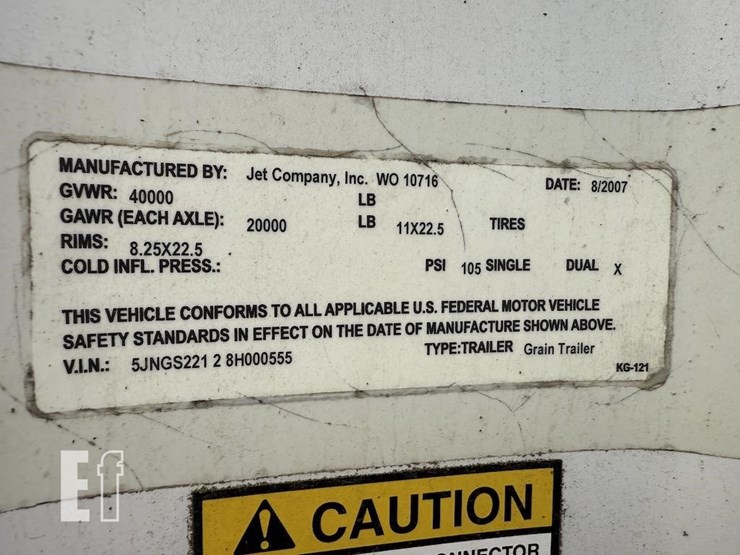 MANUFACTURED BY: Jet Company, Inc. WO 10716 DATE: 8/2007
GVWR: 40000 LB
GAWR (EACH AXLE): 20000 LB 11X22.5 TIRES
RIMS: 8.25X22.5
COLD INFL. PRESS.: PSI 105 SINGLE DUAL X
THIS VEHICLE CONFORMS TO ALL APPLICABLE U.S. FEDERAL MOTOR VEHICLE
SAFETY STANDARDS IN EFFECT ON THE DATE OF MANUFACTURE SHOWN ABOVE.
V.I.N.: 5JNGS221 2 8H000555 TYPE:TRAILER Grain Trailer
KG-121
Ef
CAUTION